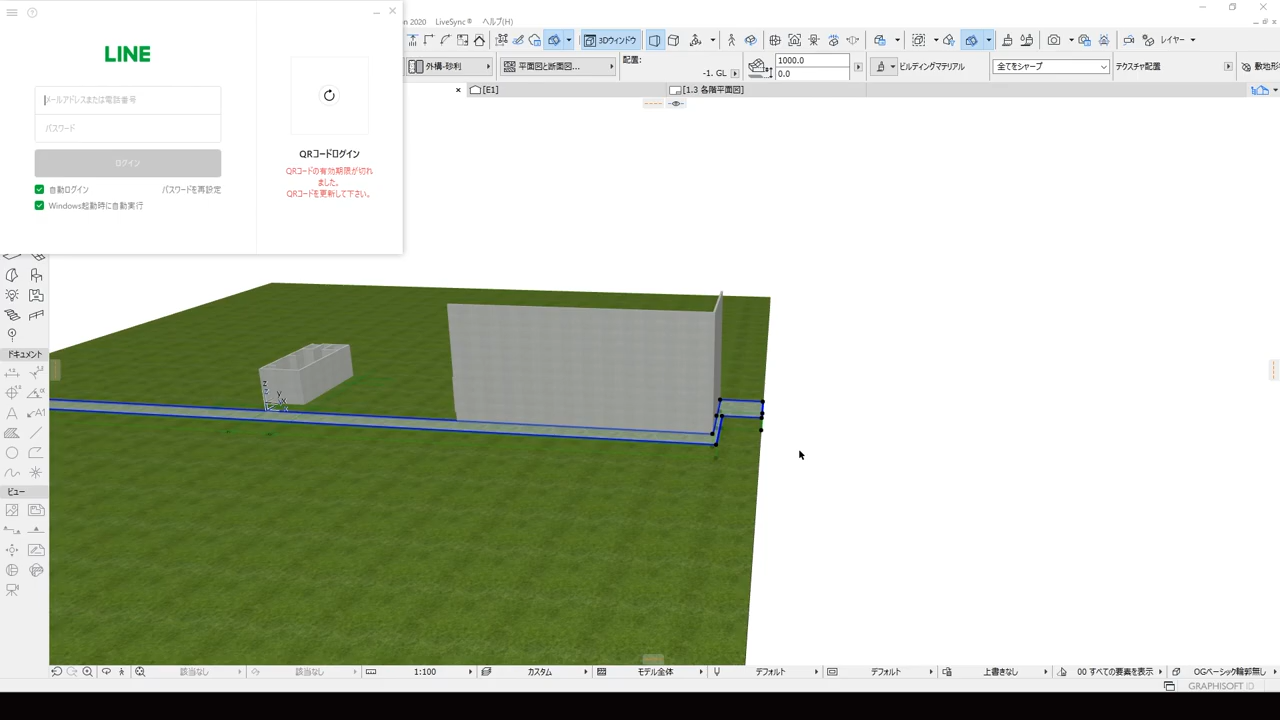 LINE
メールアドレスまたは電話番号
パスワード
ログイン
自動ログイン
パスワードを再設定
Windows起動時に自動実行
QRコードログイン
QRコードの有効期限が切れ
ました。
QRコードを更新して下さい。
on 2020
LiveSync®
ヘルプ(H)
3Dウィンドウ
レイヤー
外構-砂利
平面図と断面図...
配置:
-1. GL
1000.0
0.0
ビルディングマテリアル
全てをシャープ
テクスチャ配置
敷地形
[E1]
[1.3 各階平面図]
ドキュメント
A
A1
ビュー
z
y
x
該当なし
該当なし
1:100
カスタム
モデル全体
デフォルト
デフォルト
上書きなし
00 すべての要素を表示
OGベーシック輪郭無し
GRAPHISOFT ID